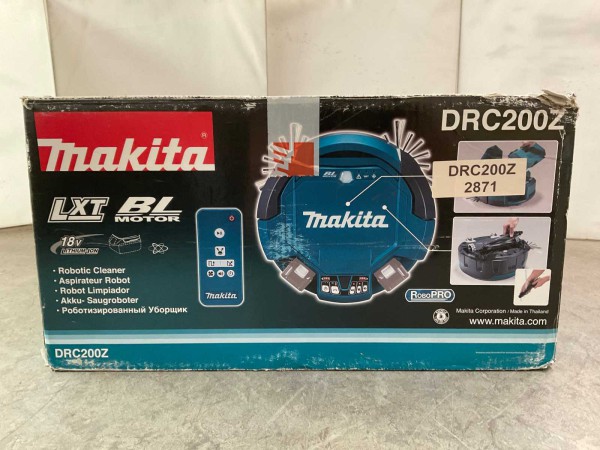 makita®
DRC200Z
DRC200Z
2871
LXT BL
MOTOR
18V
LITHIUM-ION
BL
makita
makita
• Robotic Cleaner
• Aspirateur Robot
• Robot Limpiador
• Akku- Saugroboter
• Роботизированный Уборщик
ROBOPRO
Makita Corporation / Made in Thailand
www.makita.com
DRC200Z